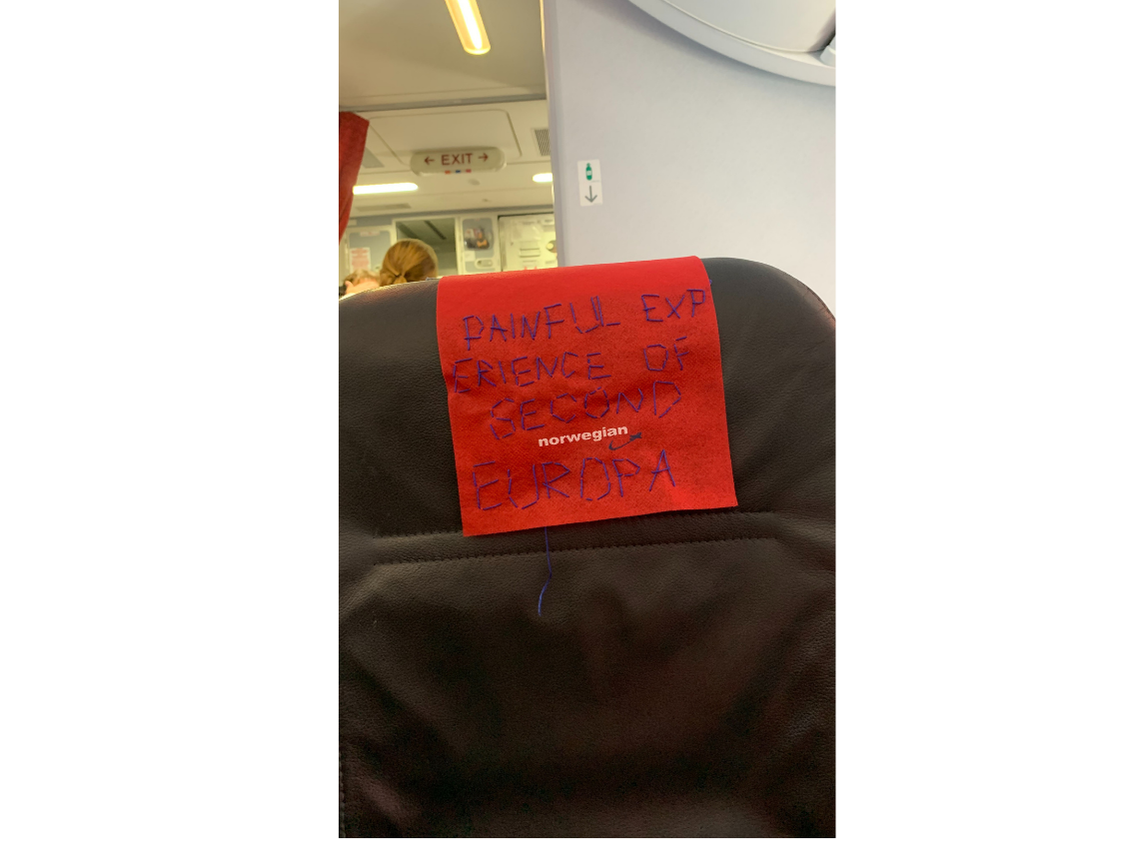 ← EXIT →
PAINFUL EXP
ERIENCE OF
SECOND
norwegian
EUROPA